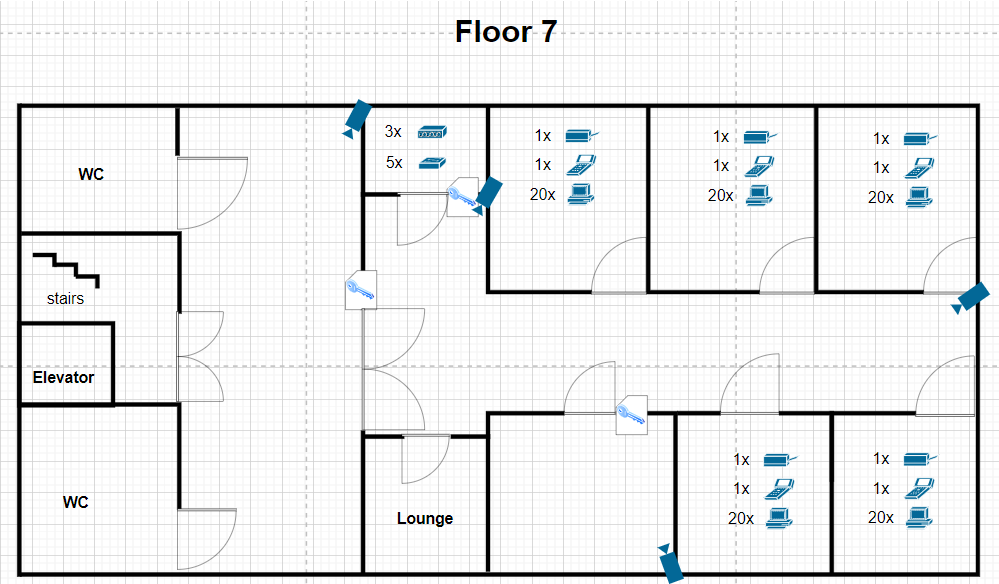 Floor 7
3x
5x
1x
1x
20x
1x
1x
20x
1x
1x
20x
WC
stairs
Elevator
WC
Lounge
1x
1x
20x
1x
1x
20x